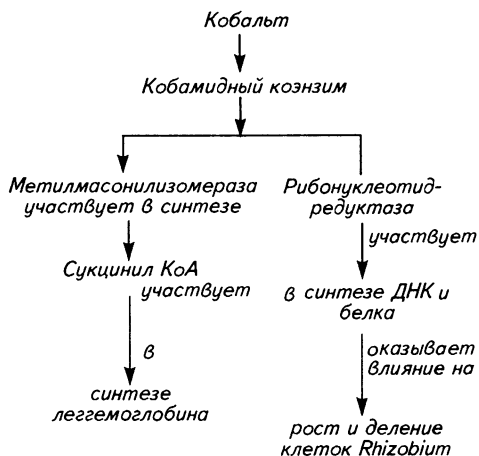 Кобальт
Кобамидный коэнзим
Метилмасонилизомераза
участвует в синтезе
Сукцинил КоА
участвует
в
синтезе
леггемоглобина
Рибонуклеотид-
редуктаза
участвует
в синтезе ДНК и
белка
оказывает
влияние на
рост и деление
клеток Rhizobium